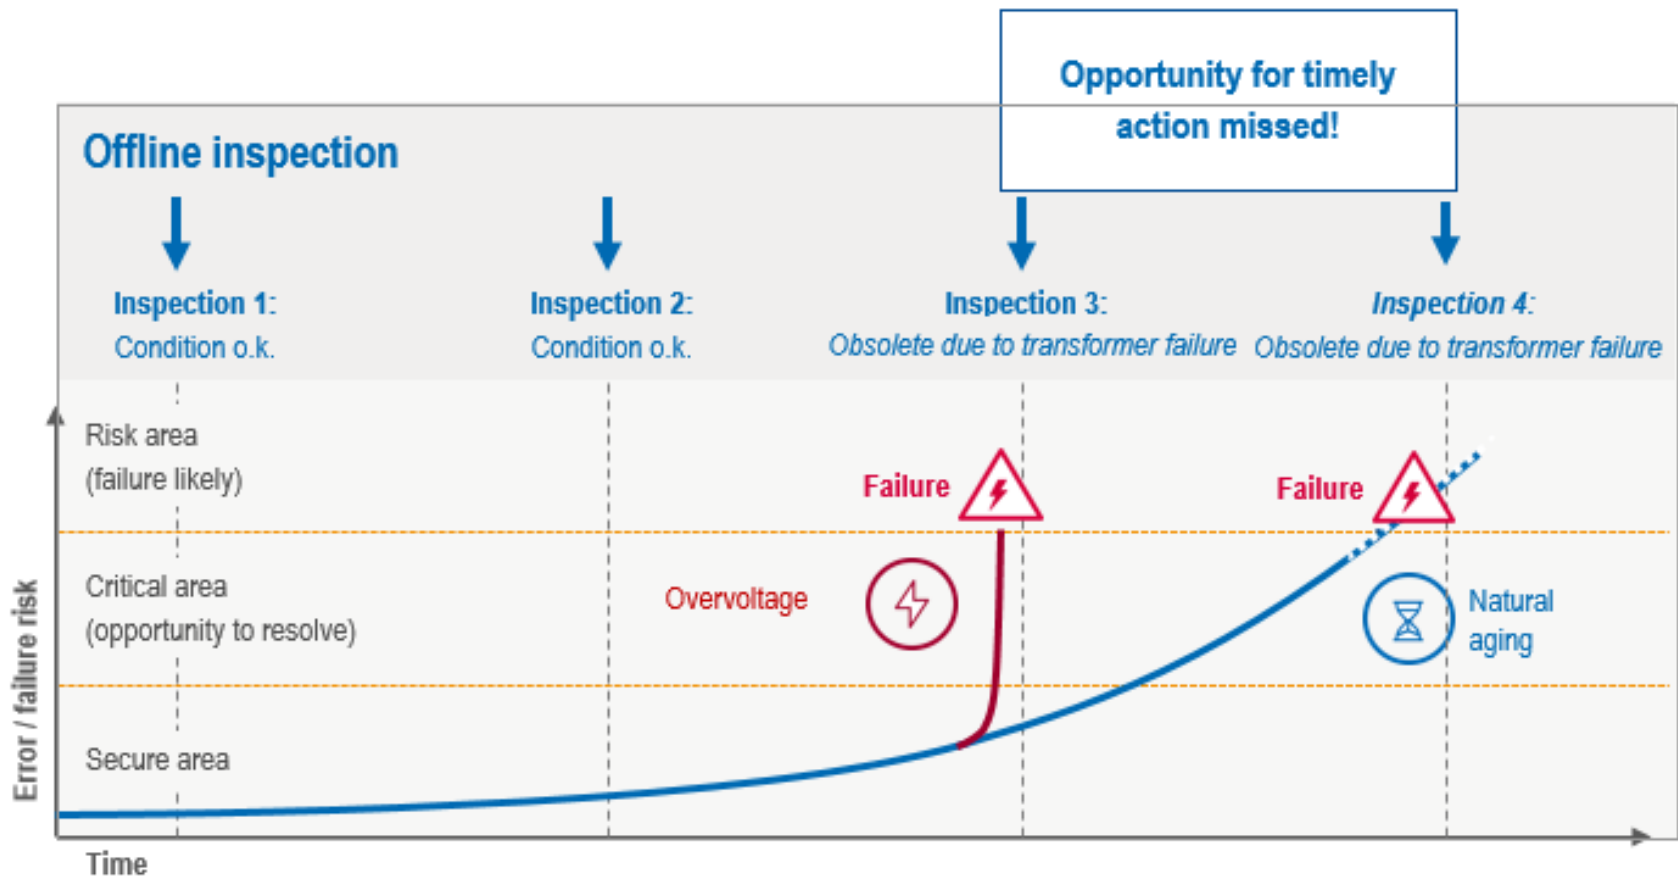 Opportunity for timely
action missed!
Offline inspection
Inspection 1:
Condition o.k.
Inspection 2:
Condition o.k.
Inspection 3:
Obsolete due to transformer failure
Inspection 4:
Obsolete due to transformer failure
Risk area
(failure likely)
Failure
Failure
Critical area
(opportunity to resolve)
Overvoltage
Natural
aging
Secure area
Error / failure risk
Time